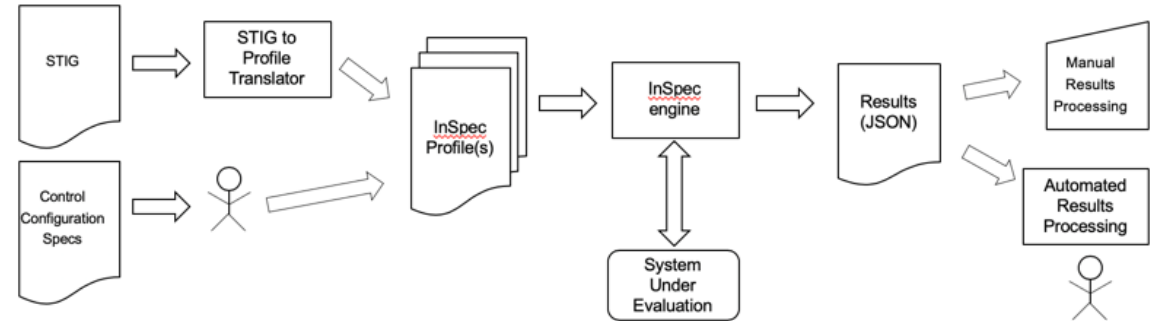 STIG
STIG to
Profile
Translator
Control
Configuration
Specs
InSpec
Profile(s)
InSpec
engine
System
Under
Evaluation
Results
(JSON)
Manual
Results
Processing
Automated
Results
Processing